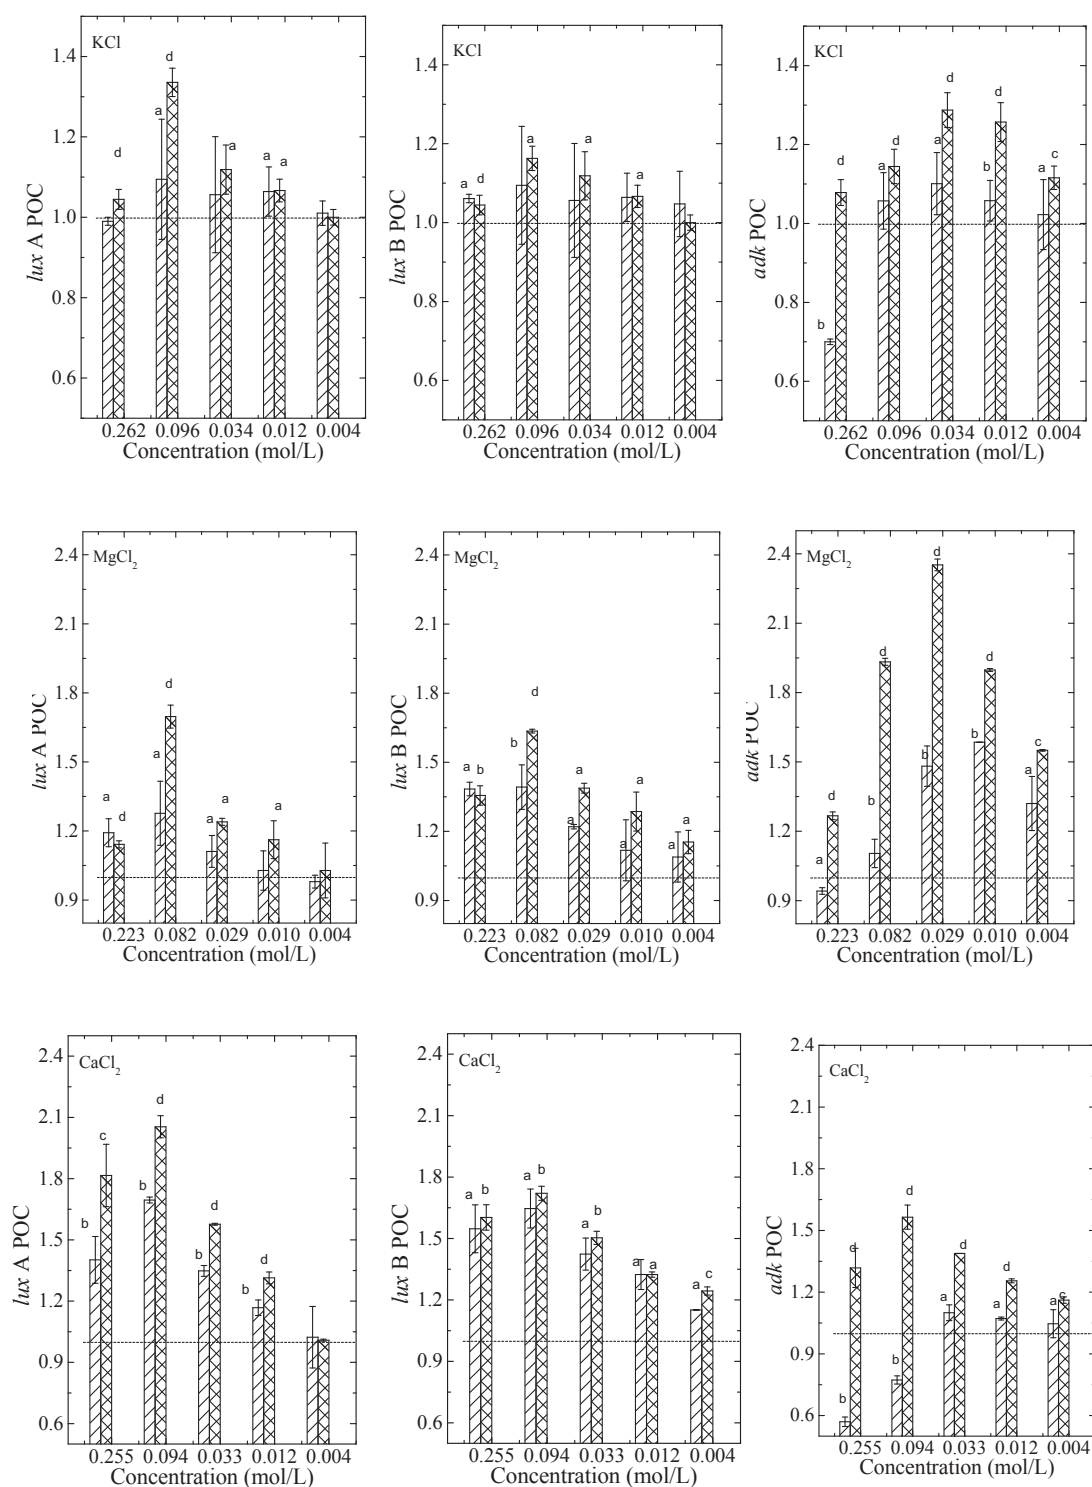 KCl
d
d
a
a
a
a
1.4
1.2
1.0
0.8
0.6
lux A POC
0.262 0.096 0.034 0.012 0.004
Concentration (mol/L)
KCl
a
d
a
a
a
1.4
1.2
1.0
0.8
0.6
lux B POC
0.262 0.096 0.034 0.012 0.004
Concentration (mol/L)
KCl
b
d
a
d
a
d
b
d
a
c
1.4
1.2
1.0
0.8
0.6
adk POC
0.262 0.096 0.034 0.012 0.004
Concentration (mol/L)
MgCl2
a
d
a
d
a
a
a
2.4
2.1
1.8
1.5
1.2
0.9
lux A POC
0.223 0.082 0.029 0.010 0.004
Concentration (mol/L)
MgCl2
a
b
b
d
a
a
a
a
a
a
2.4
2.1
1.8
1.5
1.2
0.9
lux B POC
0.223 0.082 0.029 0.010 0.004
Concentration (mol/L)
MgCl2
a
d
b
d
b
d
b
d
a
c
2.4
2.1
1.8
1.5
1.2
0.9
adk POC
0.223 0.082 0.029 0.010 0.004
Concentration (mol/L)
CaCl2
b
c
b
d
b
d
b
d
2.4
2.1
1.8
1.5
1.2
0.9
0.6
lux A POC
0.255 0.094 0.033 0.012 0.004
Concentration (mol/L)
CaCl2
a
b
a
b
a
b
a
a
a
c
2.4
2.1
1.8
1.5
1.2
0.9
0.6
lux B POC
0.255 0.094 0.033 0.012 0.004
Concentration (mol/L)
CaCl2
b
d
b
d
a
d
a
d
a
c
2.4
2.1
1.8
1.5
1.2
0.9
0.6
adk POC
0.255 0.094 0.033 0.012 0.004
Concentration (mol/L)